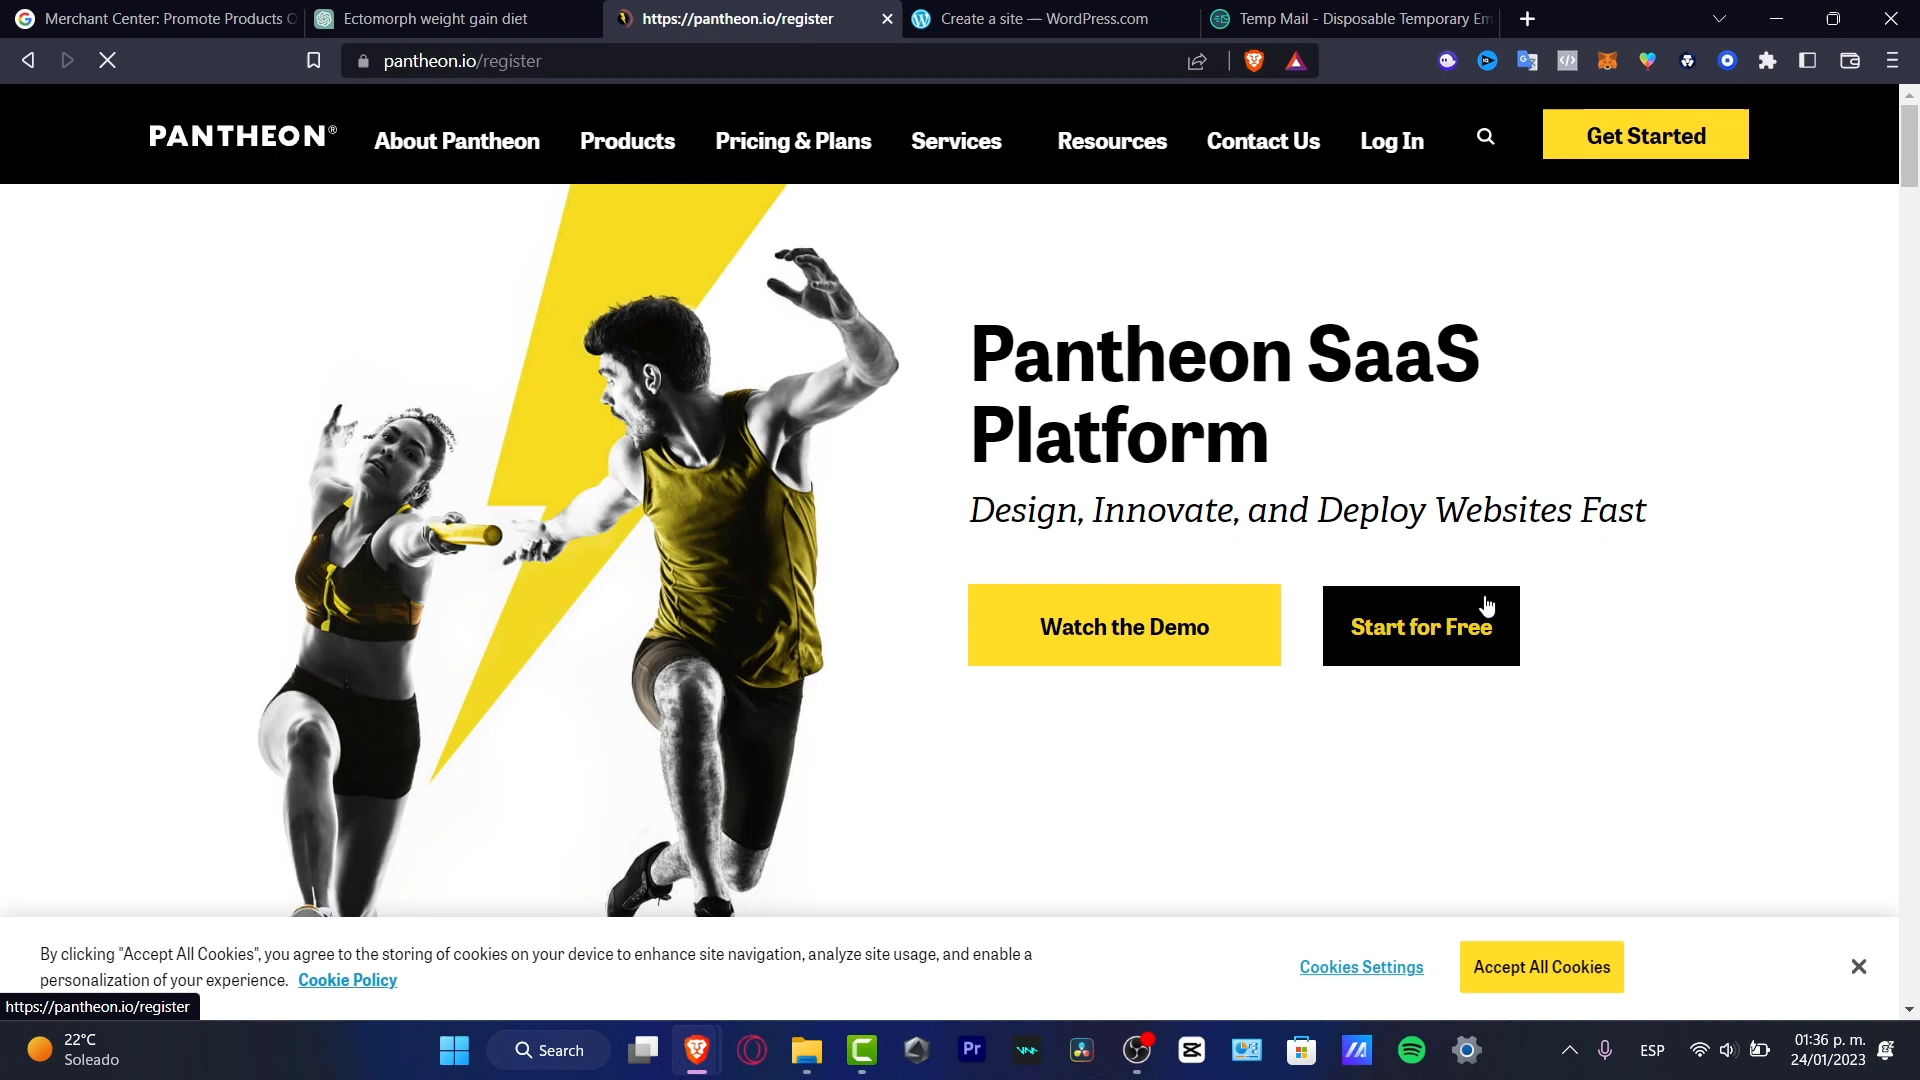 Merchant Center: Promote Products O
Ectomorph weight gain diet
https://pantheon.io/register
Create a site — WordPress.com
Temp Mail - Disposable Temporary Em
pantheon.io/register
PANTHEON®
About Pantheon
Products
Pricing & Plans
Services
Resources
Contact Us
Log In
Get Started
Pantheon SaaS
Platform
Design, Innovate, and Deploy Websites Fast
Watch the Demo
Start for Free
By clicking "Accept All Cookies", you agree to the storing of cookies on your device to enhance site navigation, analyze site usage, and enable a
personalization of your experience. Cookie Policy
Cookies Settings
Accept All Cookies
https://pantheon.io/register
22°C
Soleado
Search
Pr
ESP
01:36 p. m.
24/01/2023